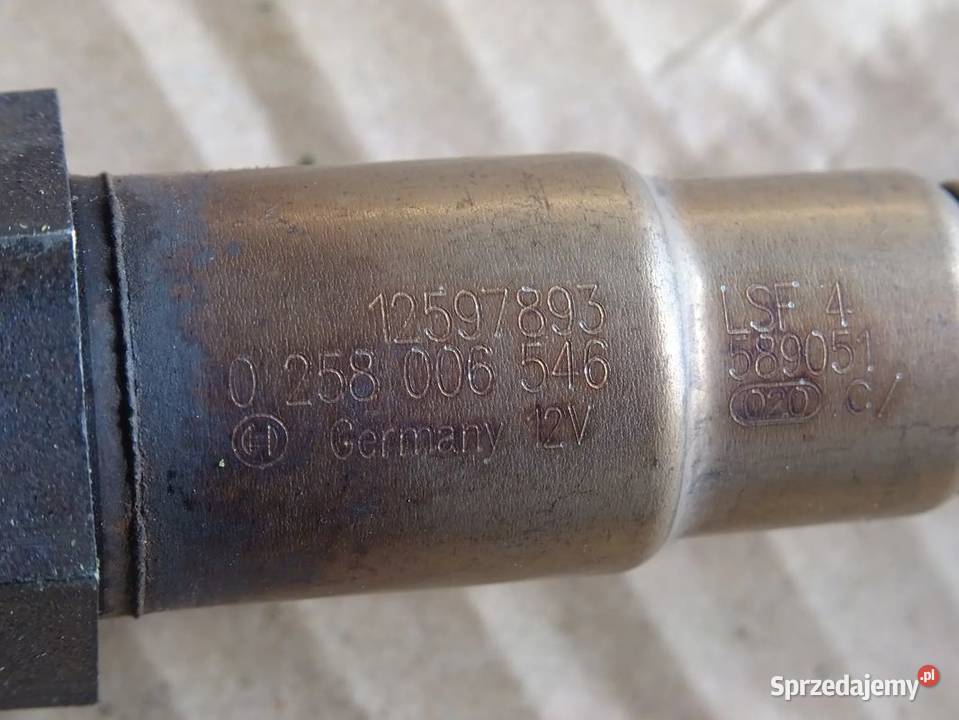 12597893
0 258 006 546
H Germany 12V
LSF 4
589051
020 C/
Sprzedajemy.pl